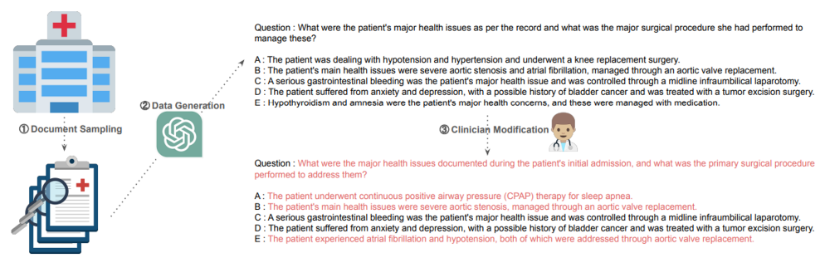 Question : What were the patient's major health issues as per the record and what was the major surgical procedure she had performed to
manage these?
A : The patient was dealing with hypotension and hypertension and underwent a knee replacement surgery.
B : The patient's main health issues were severe aortic stenosis and atrial fibrillation, managed through an aortic valve replacement.
C : A serious gastrointestinal bleeding was the patient's major health issue and was controlled through a midline infraumbilical laparotomy.
D : The patient suffered from anxiety and depression, with a possible history of bladder cancer and was treated with a tumor excision surgery.
E : Hypothyroidism and amnesia were the patient's major health concerns, and these were managed with medication.
② Data Generation
① Document Sampling
③ Clinician Modification
Question : What were the major health issues documented during the patient's initial admission, and what was the primary surgical procedure
performed to address them?
A : The patient underwent continuous positive airway pressure (CPAP) therapy for sleep apnea.
B : The patient's main health issues were severe aortic stenosis, managed through an aortic valve replacement.
C : A serious gastrointestinal bleeding was the patient's major health issue and was controlled through a midline infraumbilical laparotomy.
D : The patient suffered from anxiety and depression, with a possible history of bladder cancer and was treated with a tumor excision surgery.
E : The patient experienced atrial fibrillation and hypotension, both of which were addressed through aortic valve replacement.